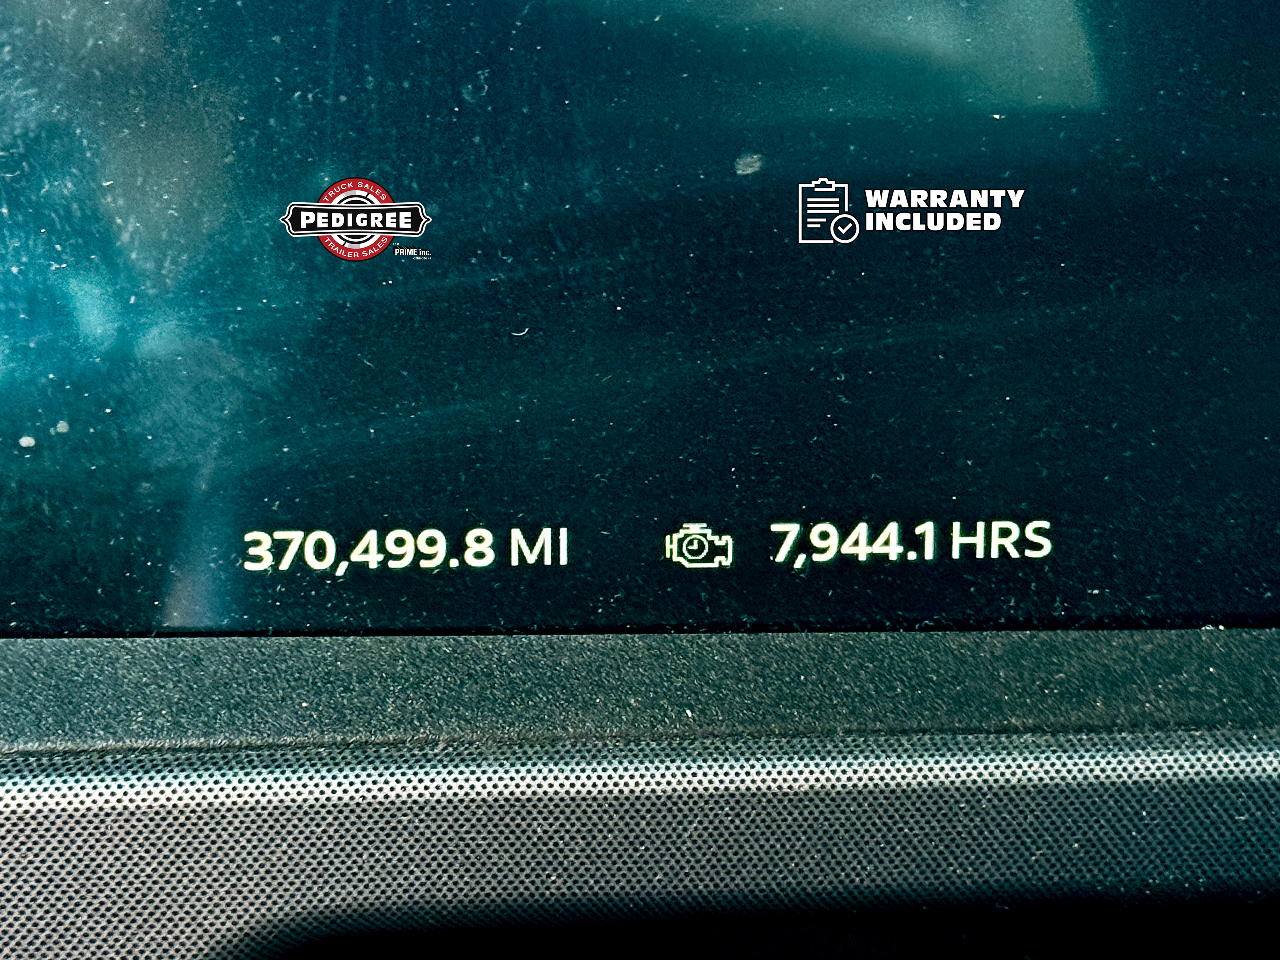 TRUCK SALES
PEDIGREE
TRAILER SALES
PRIME inc.
WARRANTY
INCLUDED
370,499.8 MI
7,944.1 HRS